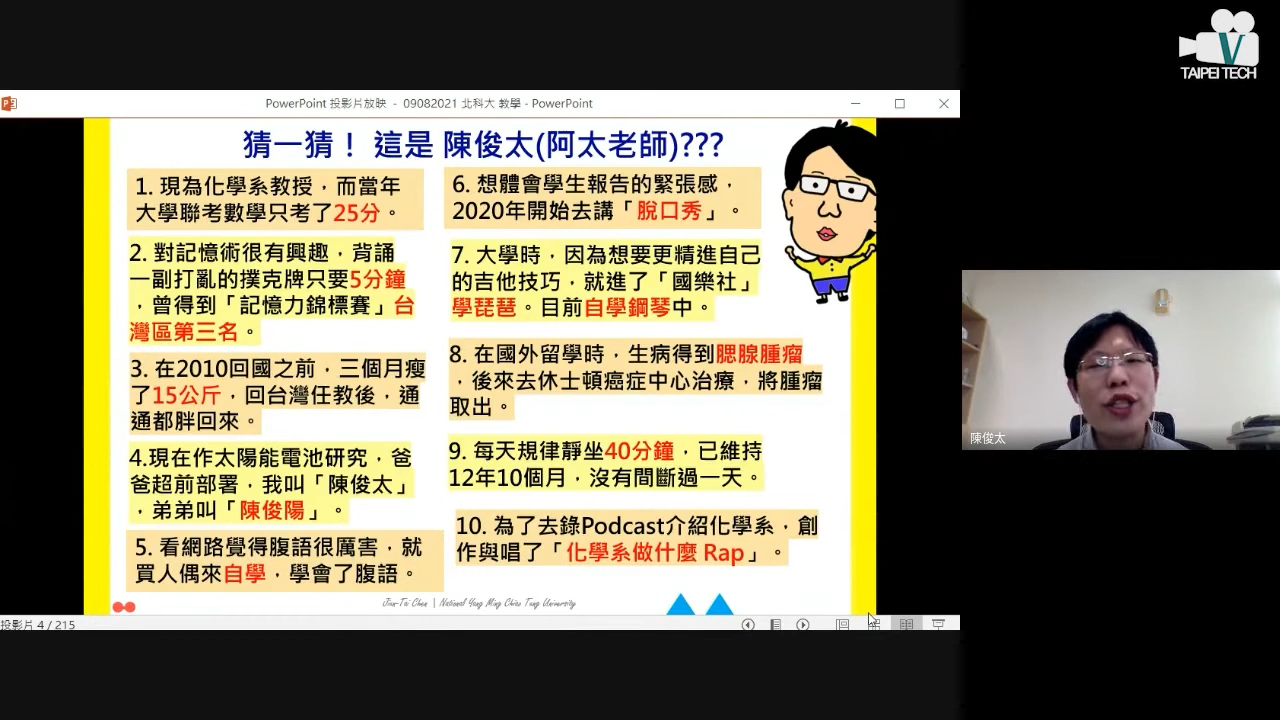 TAIPEI TECH
PowerPoint 投影片放映 - 09082021 北科大 教學 - PowerPoint
猜一猜！ 這是 陳俊太(阿太老師)???
1. 現為化學系教授，而當年
大學聯考數學只考了25分。
2. 對記憶術很有興趣，背誦
一副打亂的撲克牌只要5分鐘
，曾得到「記憶力錦標賽」台
灣區第三名。
3. 在2010回國之前，三個月瘦
了15公斤，回台灣任教後，通
通都胖回來。
4.現在作太陽能電池研究，爸
爸超前部署，我叫「陳俊太」
，弟弟叫「陳俊陽」。
5. 看網路覺得腹語很厲害，就
買人偶來自學，學會了腹語。
6. 想體會學生報告的緊張感，
2020年開始去講「脫口秀」。
7. 大學時，因為想要更精進自己
的吉他技巧，就進了「國樂社」
學琵琶。目前自學鋼琴中。
8. 在國外留學時，生病得到腮腺腫瘤
，後來去休士頓癌症中心治療，將腫瘤
取出。
9. 每天規律靜坐40分鐘，已維持
12年10個月，沒有間斷過一天。
10. 為了去錄Podcast介紹化學系，創
作與唱了「化學系做什麼 Rap」。
Jiun-Tai Chen | National Yang Ming Chiao Tung University
投影片 4 / 215
陳俊太